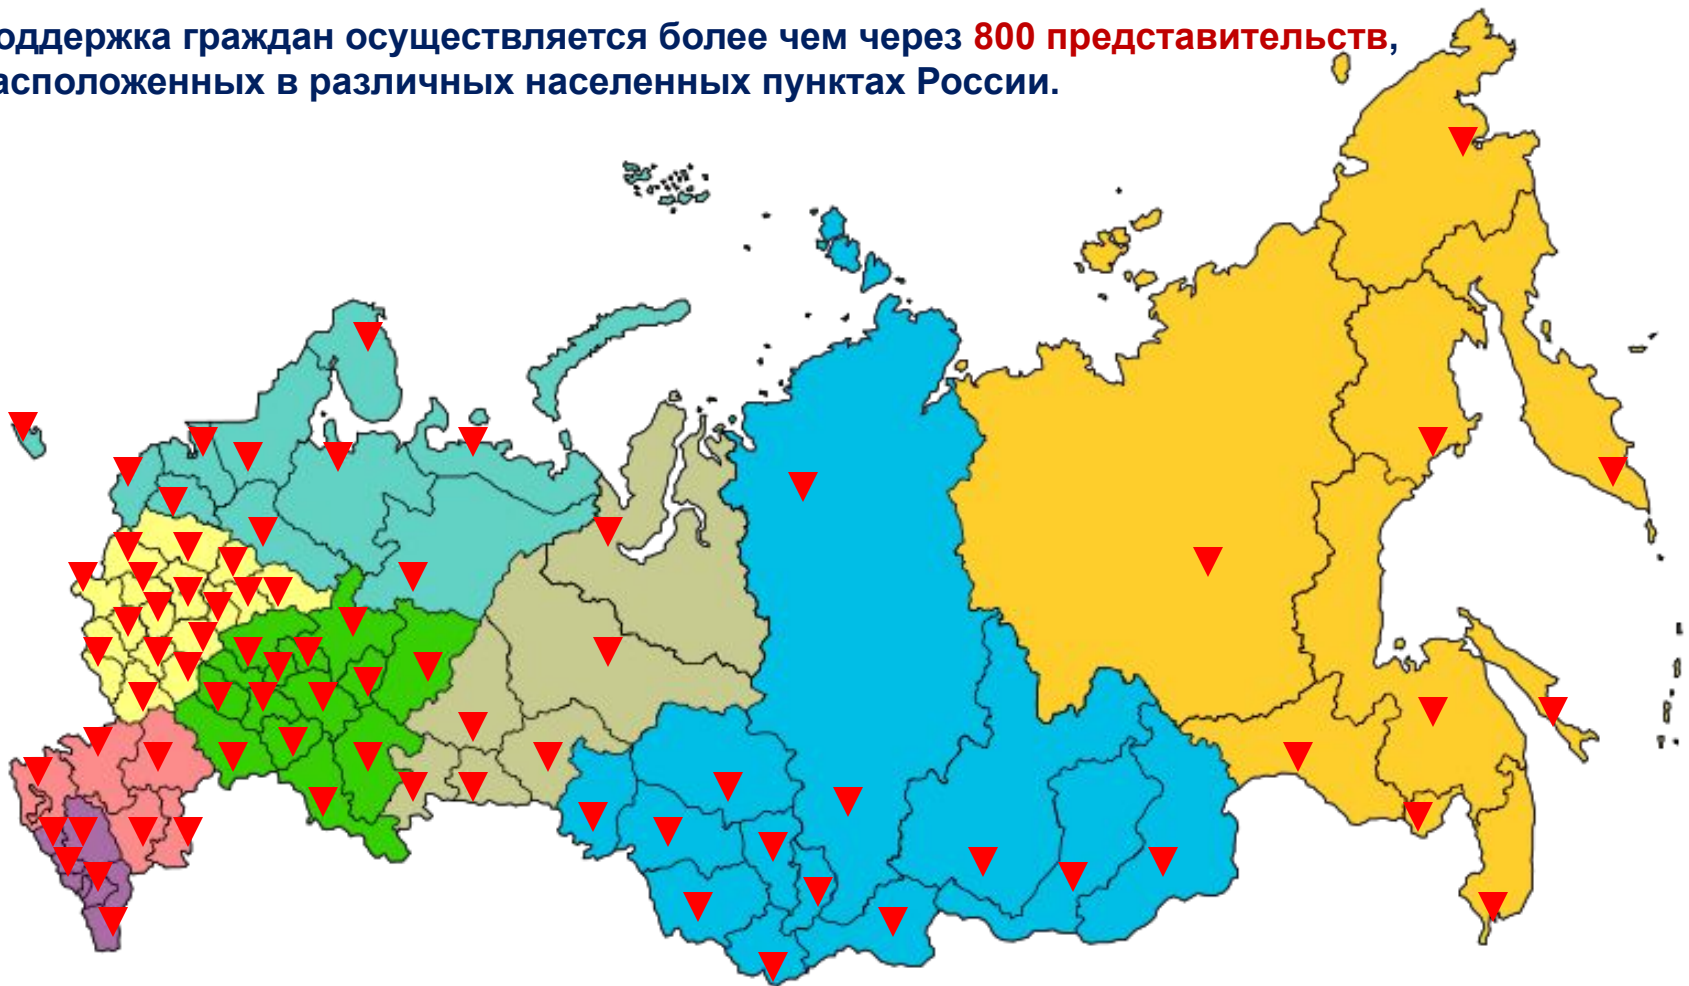 оддержка граждан осуществляется более чем через 800 представительств,
асположенных в различных населенных пунктах России.